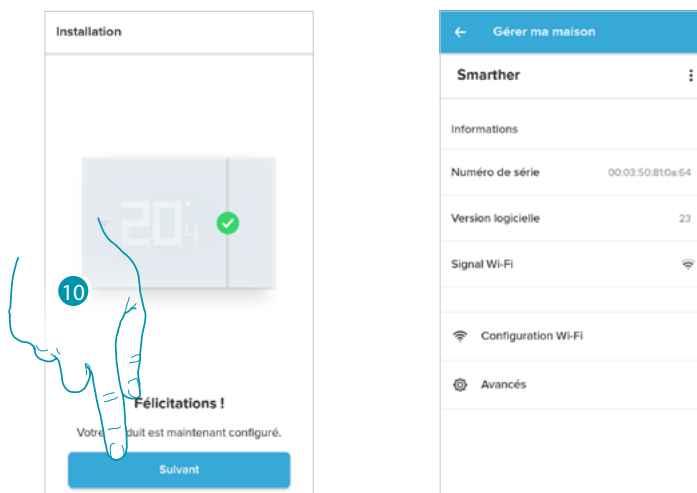 Installation
20.4
10
Félicitations !
Votre duit est maintenant configuré.
Suivant
Gérer ma maison
Smarther
Informations
Numéro de série 00:03:50:81:0a:64
Version logicielle 23
Signal Wi-Fi
Configuration Wi-Fi
Avancés